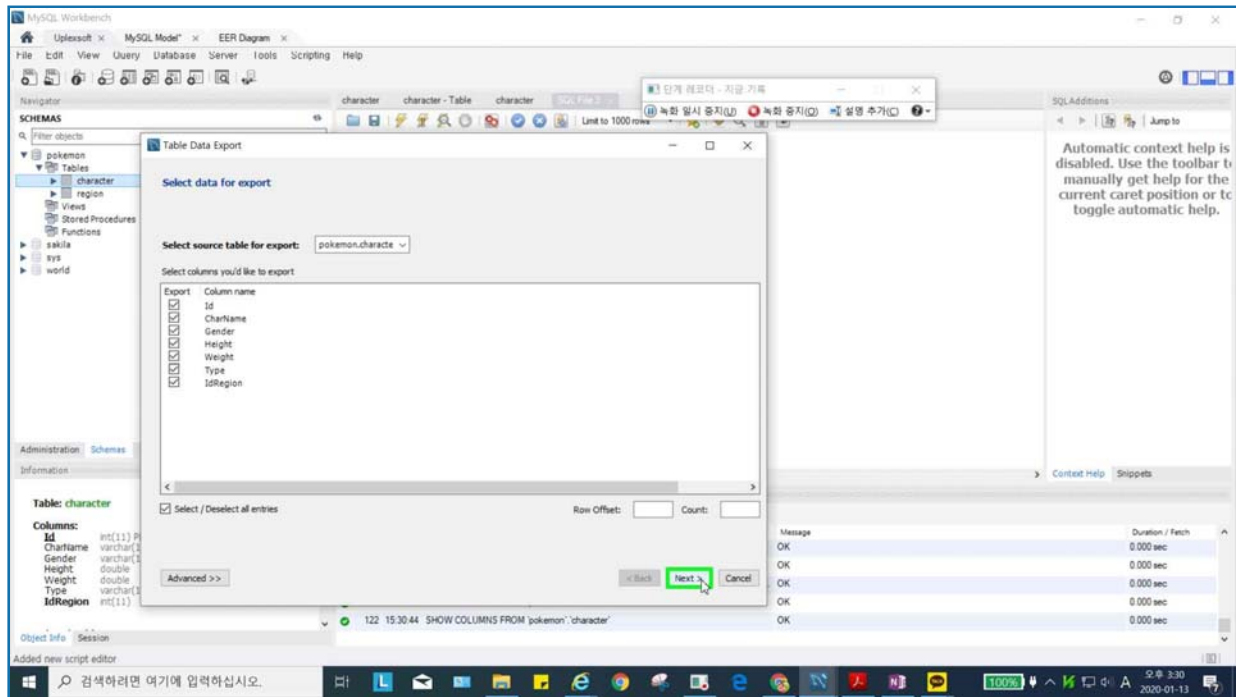 MySQL Workbench
Uplexsoft × MySQL Model* × EER Diagram ×
File Edit View Query Database Server Tools Scripting Help
단계 레코더 - 지금 기록
녹화 일시 중지(U) 녹화 중지(O) 설명 추가(C)
Navigator
character character - Table character SQL File 3
SQLAdditions
SCHEMAS
Limit to 1000 rows
Jump to
Filter objects
pokemon
Tables
character
region
Views
Stored Procedures
Functions
sakila
sys
world
Table Data Export
Select data for export
Select source table for export: pokemon.characte
Select columns you'd like to export
Export Column name
Id
CharName
Gender
Height
Weight
Type
IdRegion
Select / Deselect all entries
Row Offset: Count:
Advanced >>
< Back Next > Cancel
Automatic context help is
disabled. Use the toolbar to
manually get help for the
current caret position or to
toggle automatic help.
Administration Schemas
Information
Context Help Snippets
Table: character
Columns:
Id int(11)
CharName
Gender
Height double
Weight double
Type
IdRegion int(11)
Message Duration / Fetch
OK 0.000 sec
OK 0.000 sec
OK 0.000 sec
OK 0.000 sec
122 15:30:44 SHOW COLUMNS FROM `pokemon`.`character` OK 0.000 sec
Object Info Session
Added new script editor
검색하려면 여기에 입력하십시오.
100%
A
오후 3:30
2020-01-13